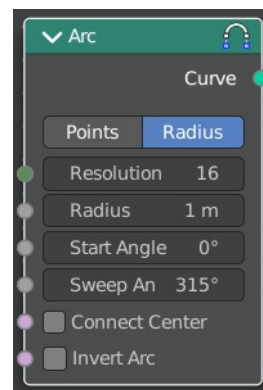 Arc
Curve
Points Radius
Resolution 16
Radius 1 m
Start Angle 0°
Sweep An 315°
Connect Center
Invert Arc